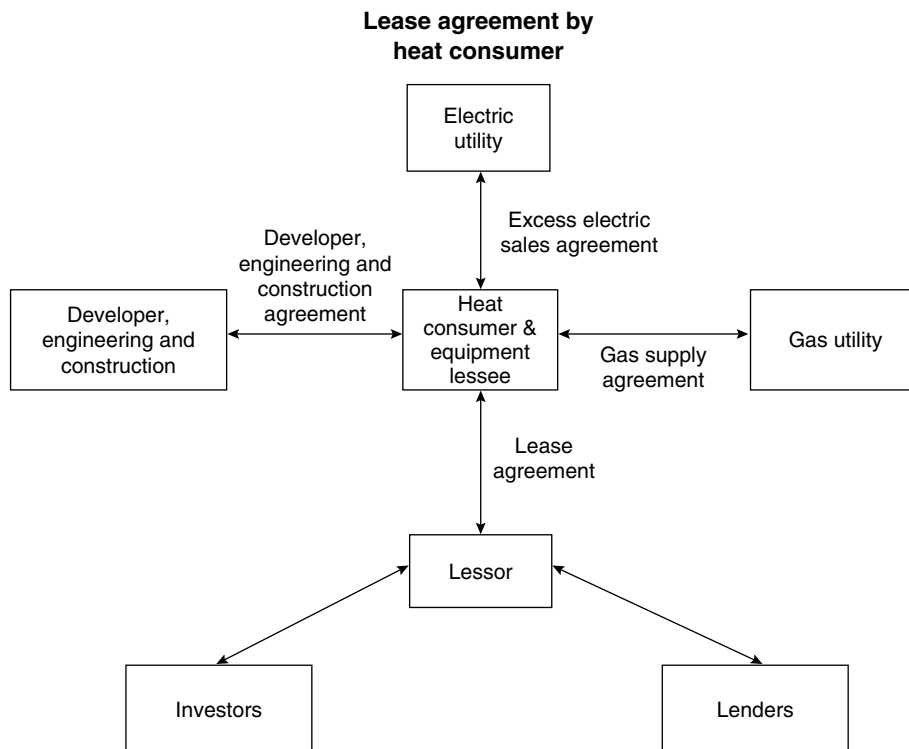 Lease agreement by
heat consumer
Electric
utility
Excess electric
sales agreement
Developer,
engineering and
construction
agreement
Developer,
engineering and
construction
Heat
consumer &
equipment
lessee
Gas supply
agreement
Gas utility
Lease
agreement
Lessor
Investors
Lenders